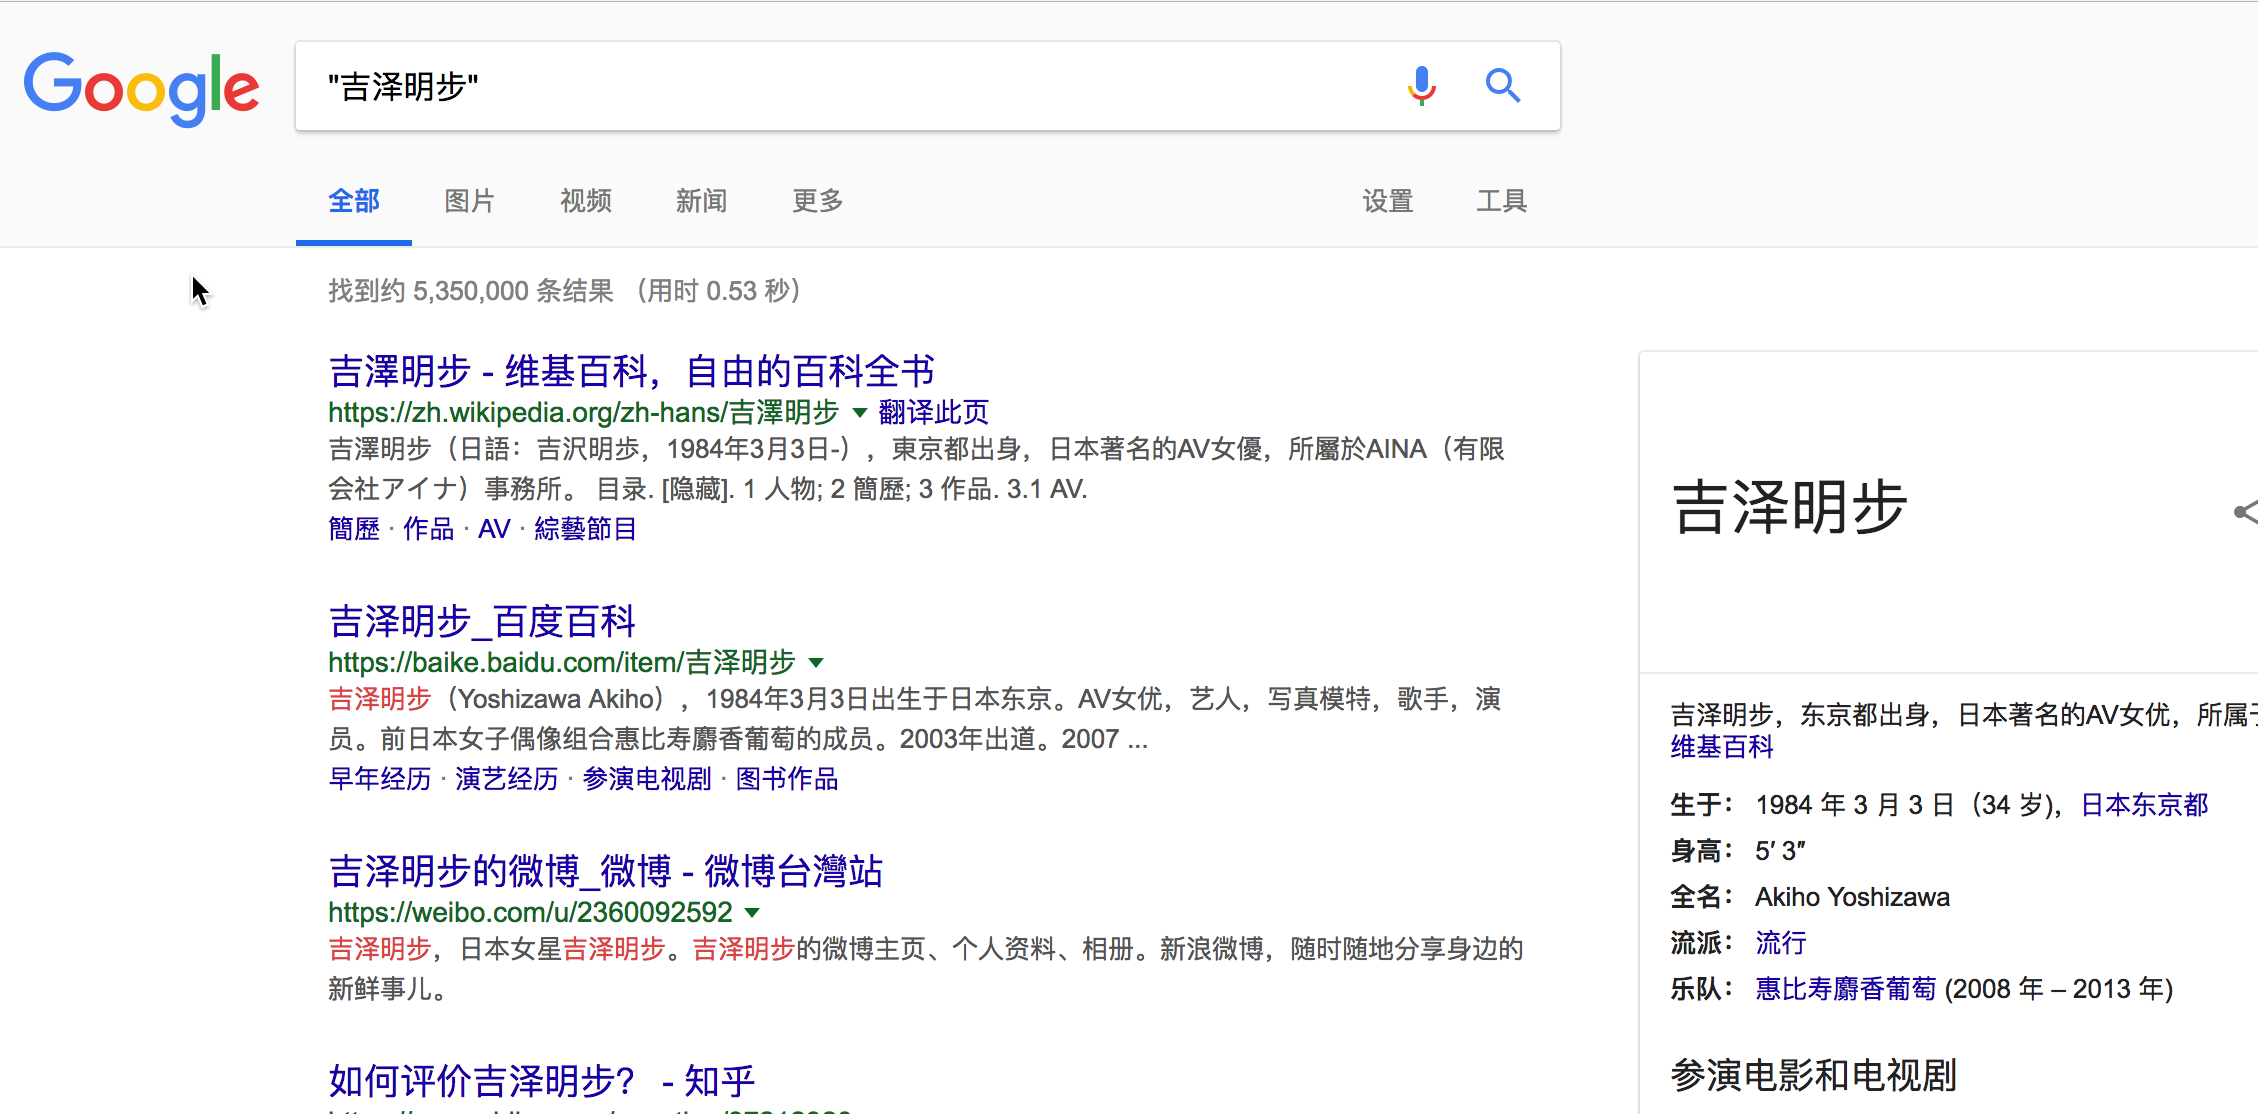 Google
"吉泽明步"
全部 图片 视频 新闻 更多 设置 工具
找到约 5,350,000 条结果 （用时 0.53 秒）
吉澤明步 - 维基百科，自由的百科全书
https://zh.wikipedia.org/zh-hans/吉澤明步 翻译此页
吉澤明步（日語：吉沢明歩，1984年3月3日-），東京都出身，日本著名的AV女優，所屬於AINA（有限
会社アイナ）事務所。 目录. [隐藏]. 1 人物; 2 簡歷; 3 作品. 3.1 AV.
簡歷 · 作品 · AV · 綜藝節目
吉泽明步_百度百科
https://baike.baidu.com/item/吉泽明步
吉泽明步（Yoshizawa Akiho），1984年3月3日出生于日本东京。AV女优，艺人，写真模特，歌手，演
员。前日本女子偶像组合惠比寿麝香葡萄的成员。2003年出道。2007 ...
早年经历 · 演艺经历 · 参演电视剧 · 图书作品
吉泽明步的微博_微博 - 微博台灣站
https://weibo.com/u/2360092592
吉泽明步，日本女星吉泽明步。吉泽明步的微博主页、个人资料、相册。新浪微博，随时随地分享身边的
新鲜事儿。
如何评价吉泽明步？ - 知乎
吉泽明步
吉泽明步，东京都出身，日本著名的AV女优，所属
维基百科
生于： 1984 年 3 月 3 日（34 岁)，日本东京都
身高： 5′ 3″
全名： Akiho Yoshizawa
流派： 流行
乐队： 惠比寿麝香葡萄 (2008 年 – 2013 年)
参演电影和电视剧